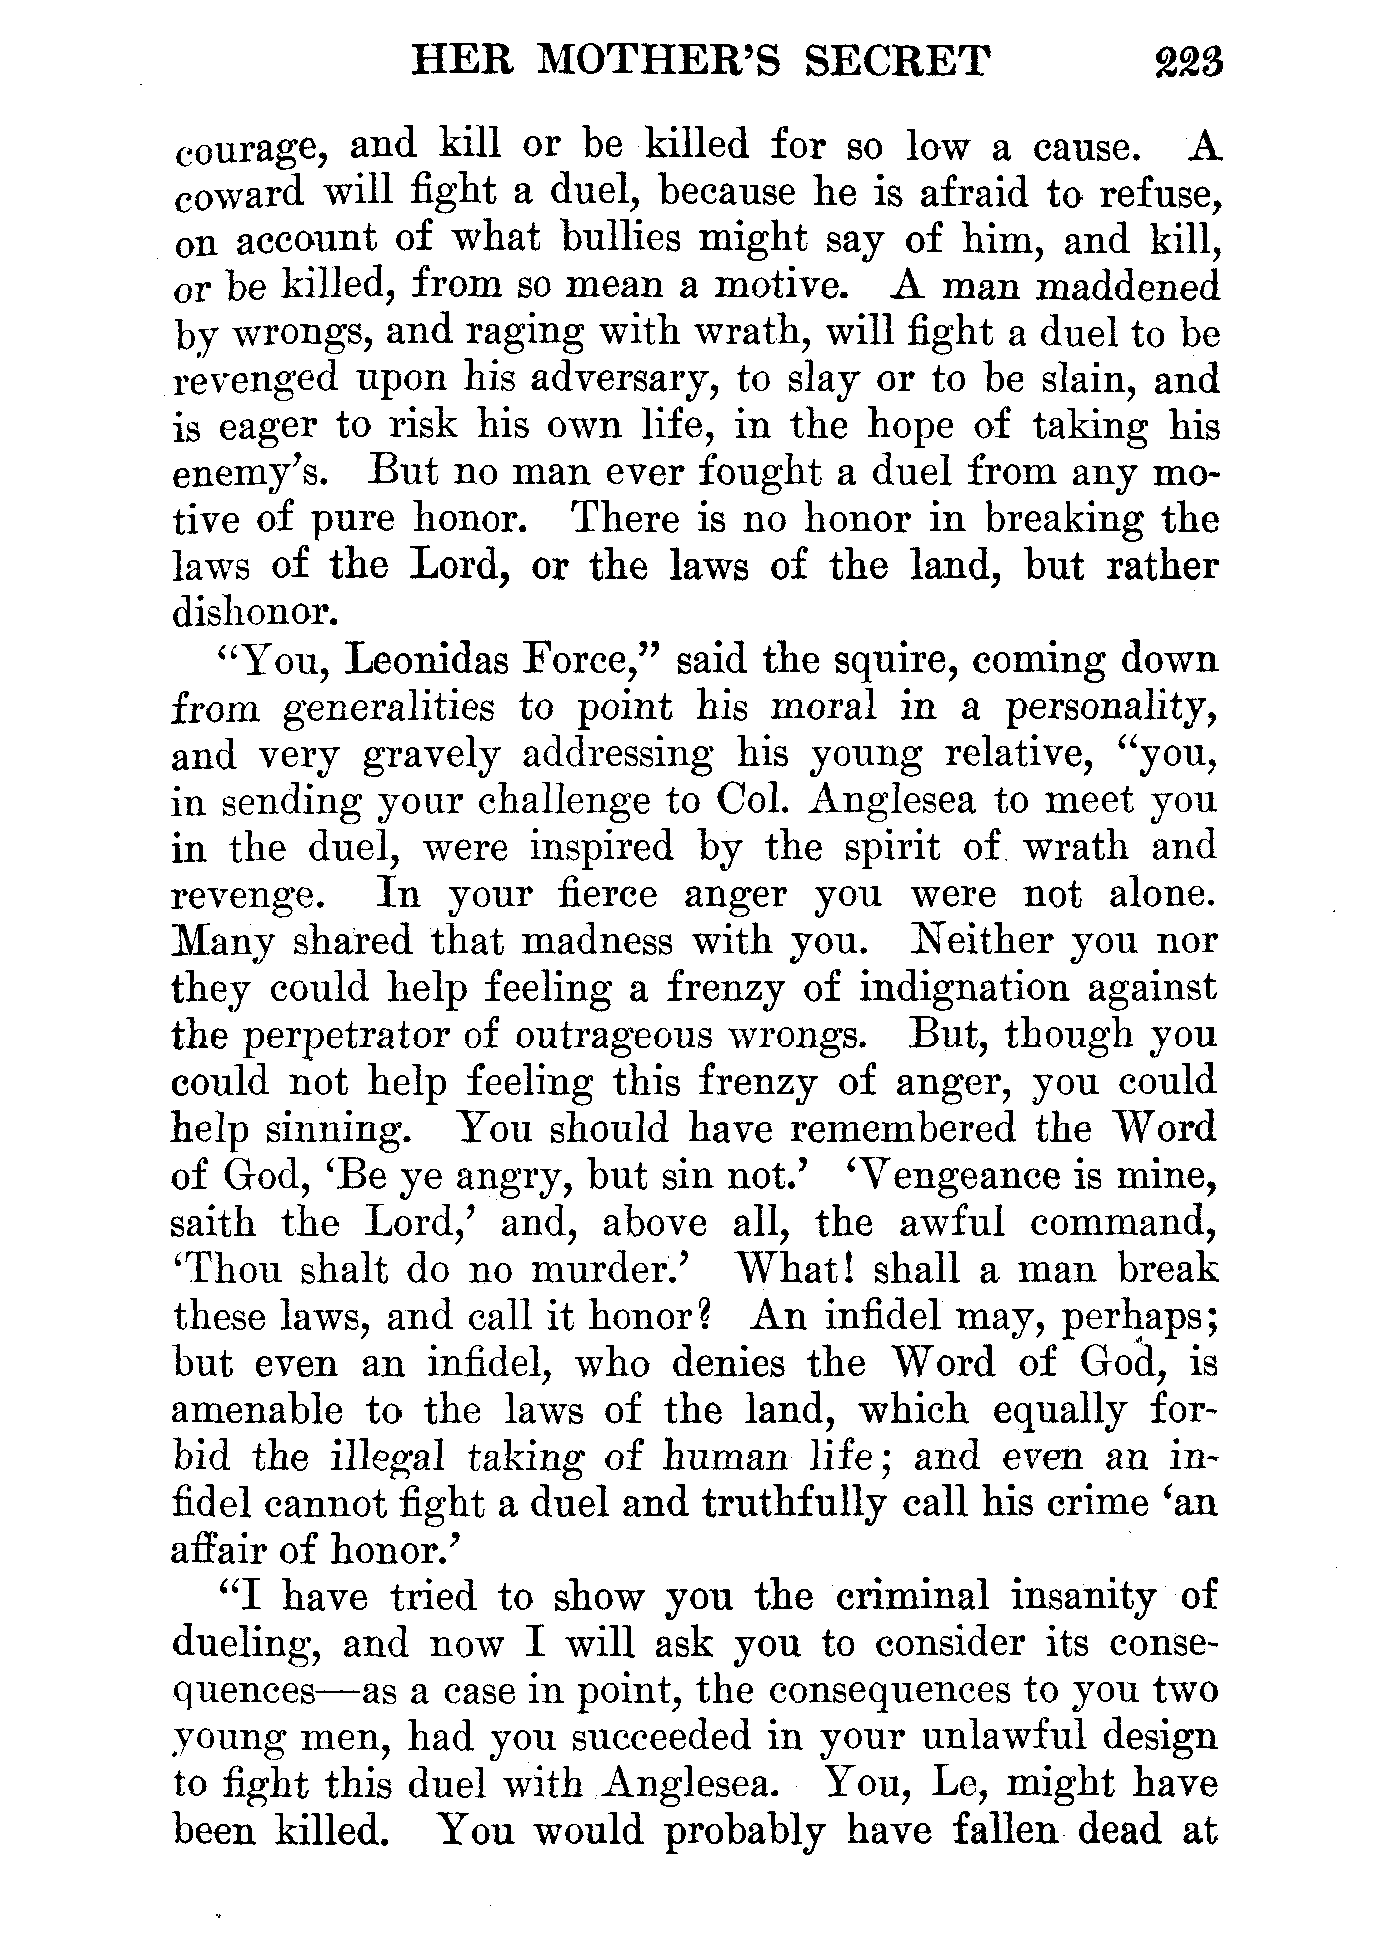 HER MOTHER'S SECRET 223
courage, and kill or be killed for so low a cause. A
coward will fight a duel, because he is afraid to refuse,
on account of what bullies might say of him, and kill,
or be killed, from so mean a motive. A man maddened
by wrongs, and raging with wrath, will fight a duel to be
revenged upon his adversary, to slay or to be slain, and
is eager to risk his own life, in the hope of taking his
enemy's. But no man ever fought a duel from any mo-
tive of pure honor. There is no honor in breaking the
laws of the Lord, or the laws of the land, but rather
dishonor.
"You, Leonidas Force," said the squire, coming down
from generalities to point his moral in a personality,
and very gravely addressing his young relative, "you,
in sending your challenge to Col. Anglesea to meet you
in the duel, were inspired by the spirit of wrath and
revenge. In your fierce anger you were not alone.
Many shared that madness with you. Neither you nor
they could help feeling a frenzy of indignation against
the perpetrator of outrageous wrongs. But, though you
could not help feeling this frenzy of anger, you could
help sinning. You should have remembered the Word
of God, 'Be ye angry, but sin not.' 'Vengeance is mine,
saith the Lord,' and, above all, the awful command,
'Thou shalt do no murder.' What! shall a man break
these laws, and call it honor? An infidel may, perhaps;
but even an infidel, who denies the Word of God, is
amenable to the laws of the land, which equally for-
bid the illegal taking of human life; and even an in-
fidel cannot fight a duel and truthfully call his crime 'an
affair of honor.'
"I have tried to show you the criminal insanity of
dueling, and now I will ask you to consider its conse-
quences—as a case in point, the consequences to you two
young men, had you succeeded in your unlawful design
to fight this duel with Anglesea. You, Le, might have
been killed. You would probably have fallen dead at